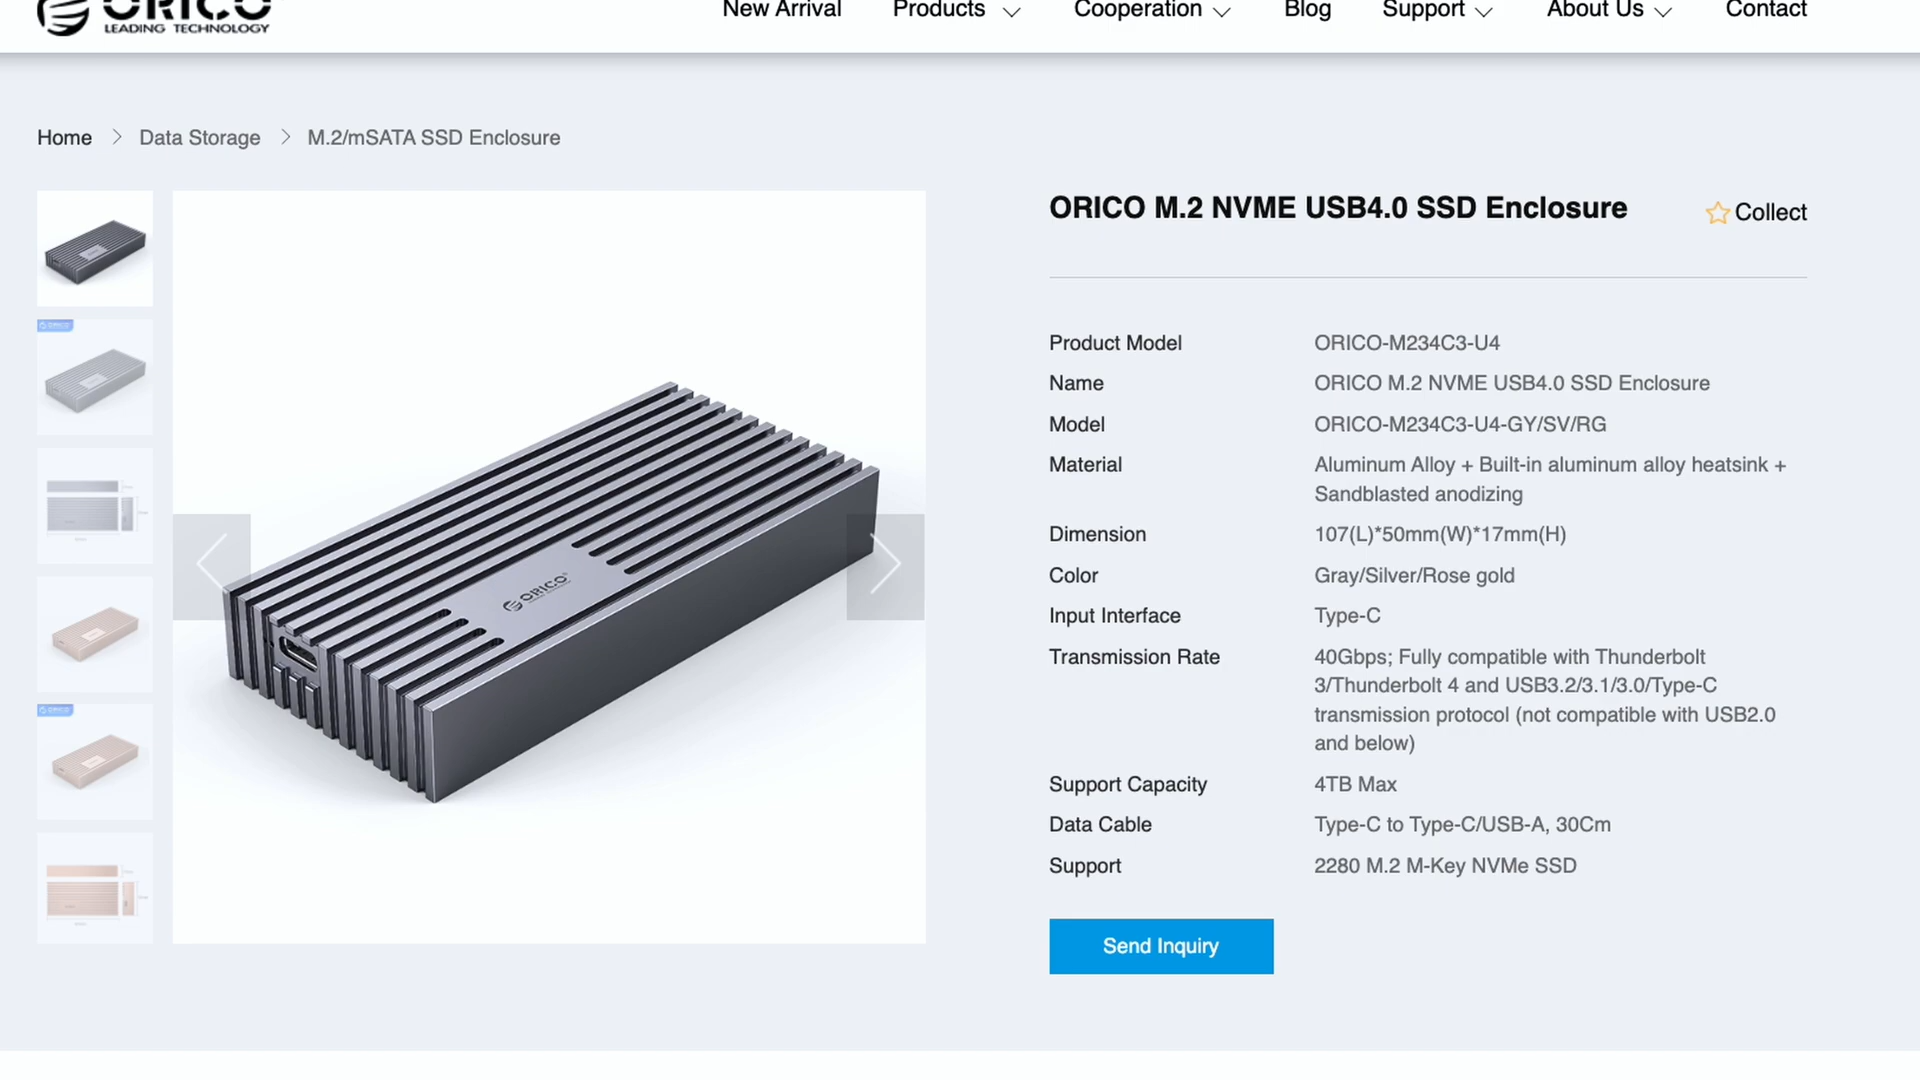 ORICO
LEADING TECHNOLOGY
New Arrival Products Cooperation Blog Support About Us Contact
Home Data Storage M.2/mSATA SSD Enclosure
ORICO M.2 NVME USB4.0 SSD Enclosure
Collect
Product Model ORICO-M234C3-U4
Name ORICO M.2 NVME USB4.0 SSD Enclosure
Model ORICO-M234C3-U4-GY/SV/RG
Material Aluminum Alloy + Built-in aluminum alloy heatsink +
Sandblasted anodizing
Dimension 107(L)*50mm(W)*17mm(H)
Color Gray/Silver/Rose gold
Input Interface Type-C
Transmission Rate 40Gbps; Fully compatible with Thunderbolt
3/Thunderbolt 4 and USB3.2/3.1/3.0/Type-C
transmission protocol (not compatible with USB2.0
and below)
Support Capacity 4TB Max
Data Cable Type-C to Type-C/USB-A, 30Cm
Support 2280 M.2 M-Key NVMe SSD
Send Inquiry
ORICO